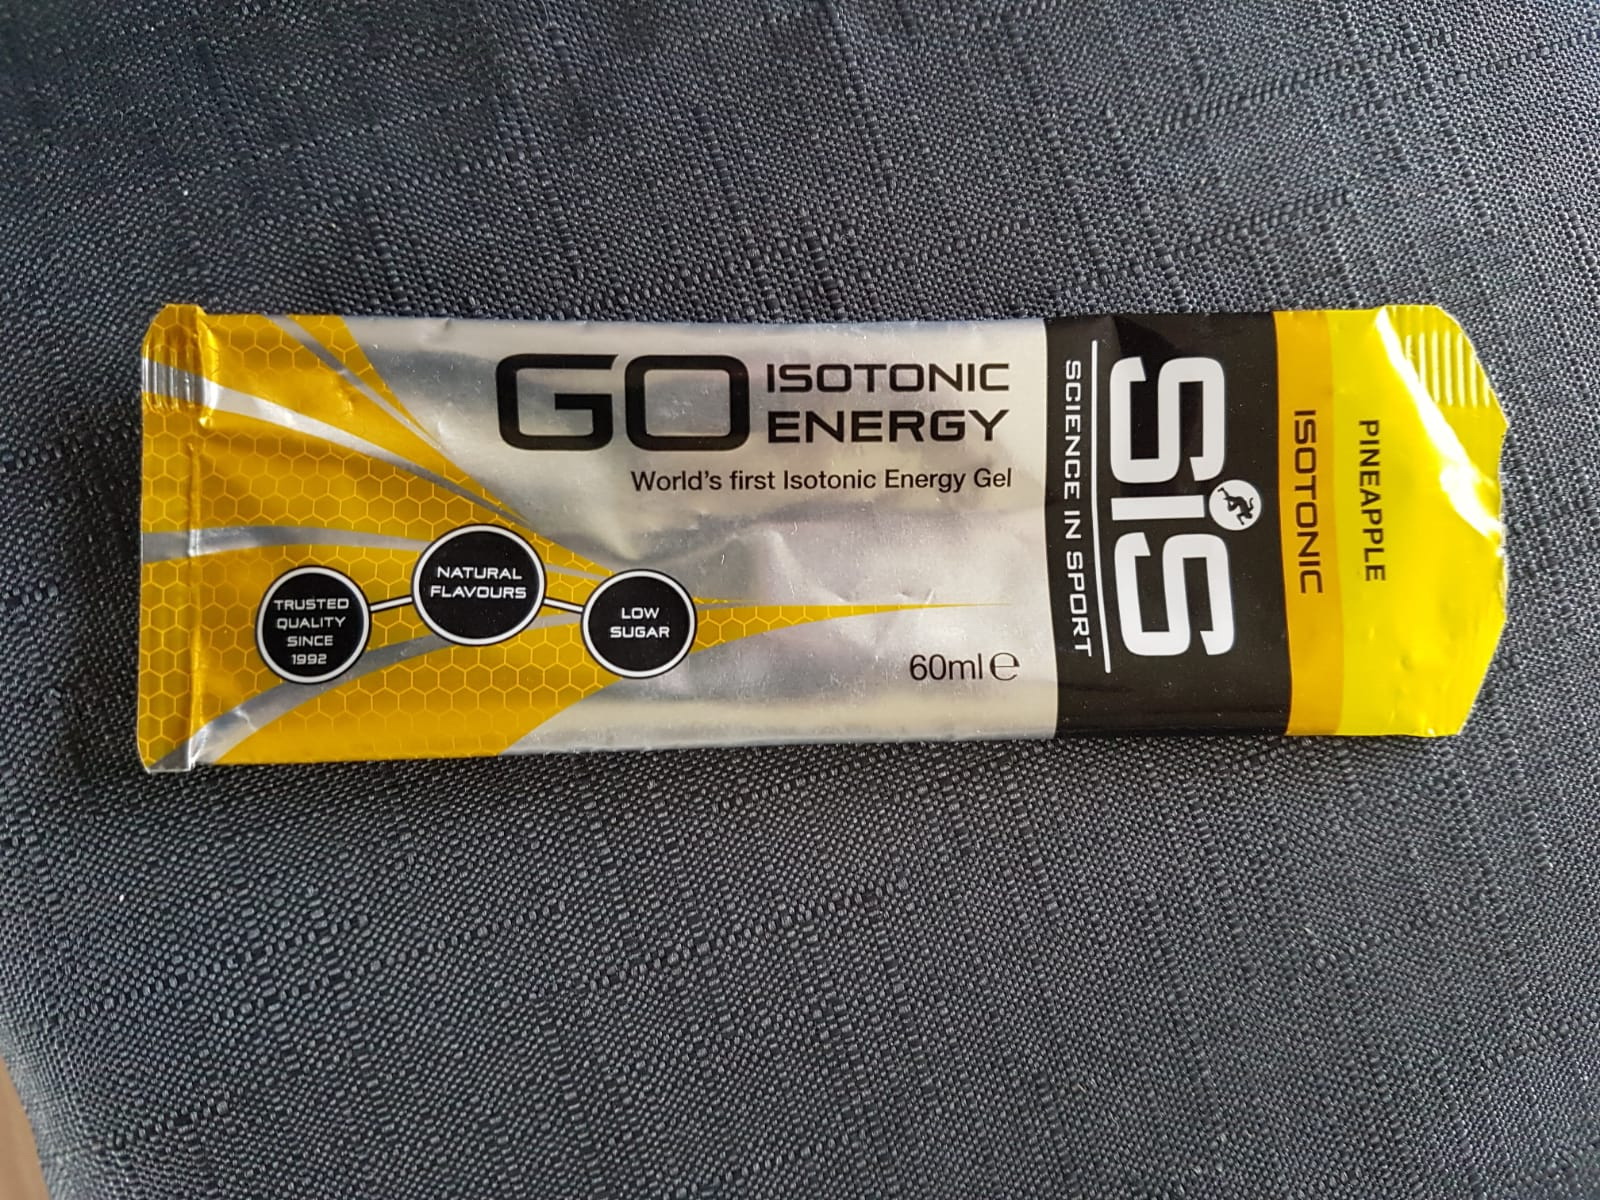 GO ISOTONIC
ENERGY
World's first Isotonic Energy Gel
TRUSTED
QUALITY
SINCE
1992
NATURAL
FLAVOURS
LOW
SUGAR
60ml ℮
SCIENCE IN SPORT
SiS
ISOTONIC
PINEAPPLE